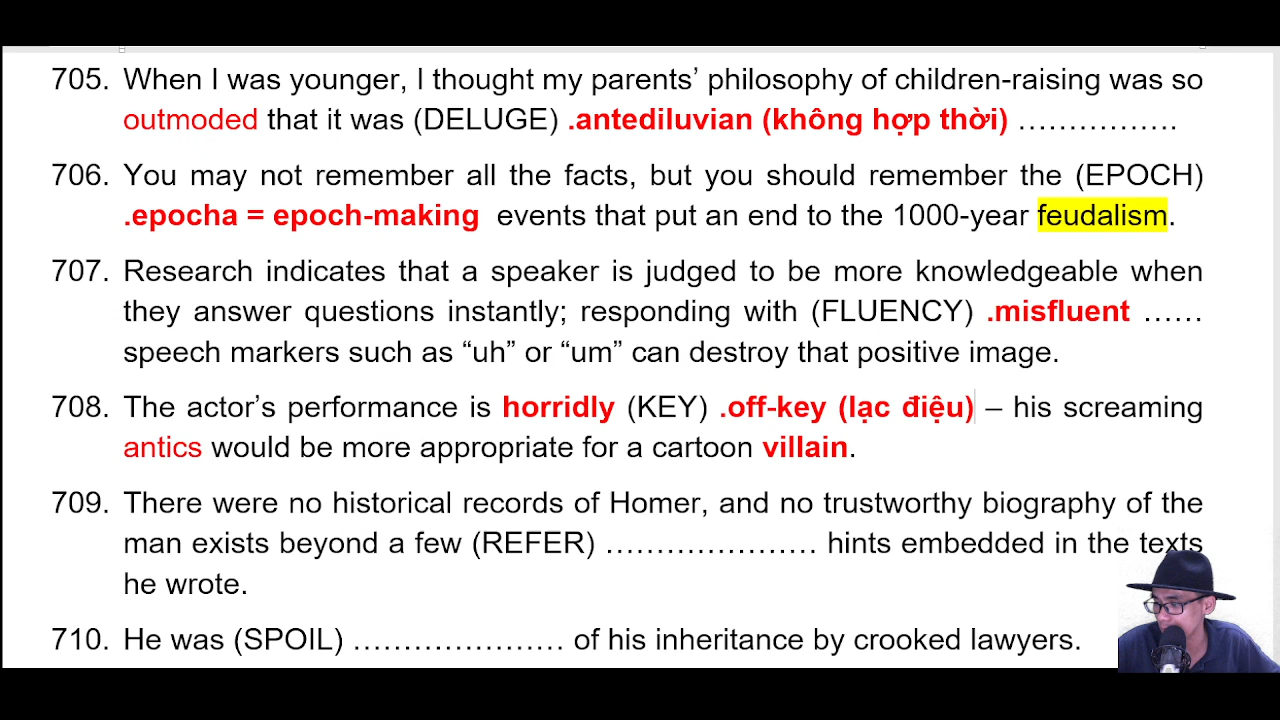 705. When I was younger, I thought my parents’ philosophy of children-raising was so
outmoded that it was (DELUGE) .antediluvian (không hợp thời) …………….
706. You may not remember all the facts, but you should remember the (EPOCH)
.epocha = epoch-making events that put an end to the 1000-year feudalism.
707. Research indicates that a speaker is judged to be more knowledgeable when
they answer questions instantly; responding with (FLUENCY) .misfluent ……
speech markers such as “uh” or “um” can destroy that positive image.
708. The actor’s performance is horridly (KEY) .off-key (lạc điệu) – his screaming
antics would be more appropriate for a cartoon villain.
709. There were no historical records of Homer, and no trustworthy biography of the
man exists beyond a few (REFER) ………………… hints embedded in the texts
he wrote.
710. He was (SPOIL) ………………… of his inheritance by crooked lawyers.